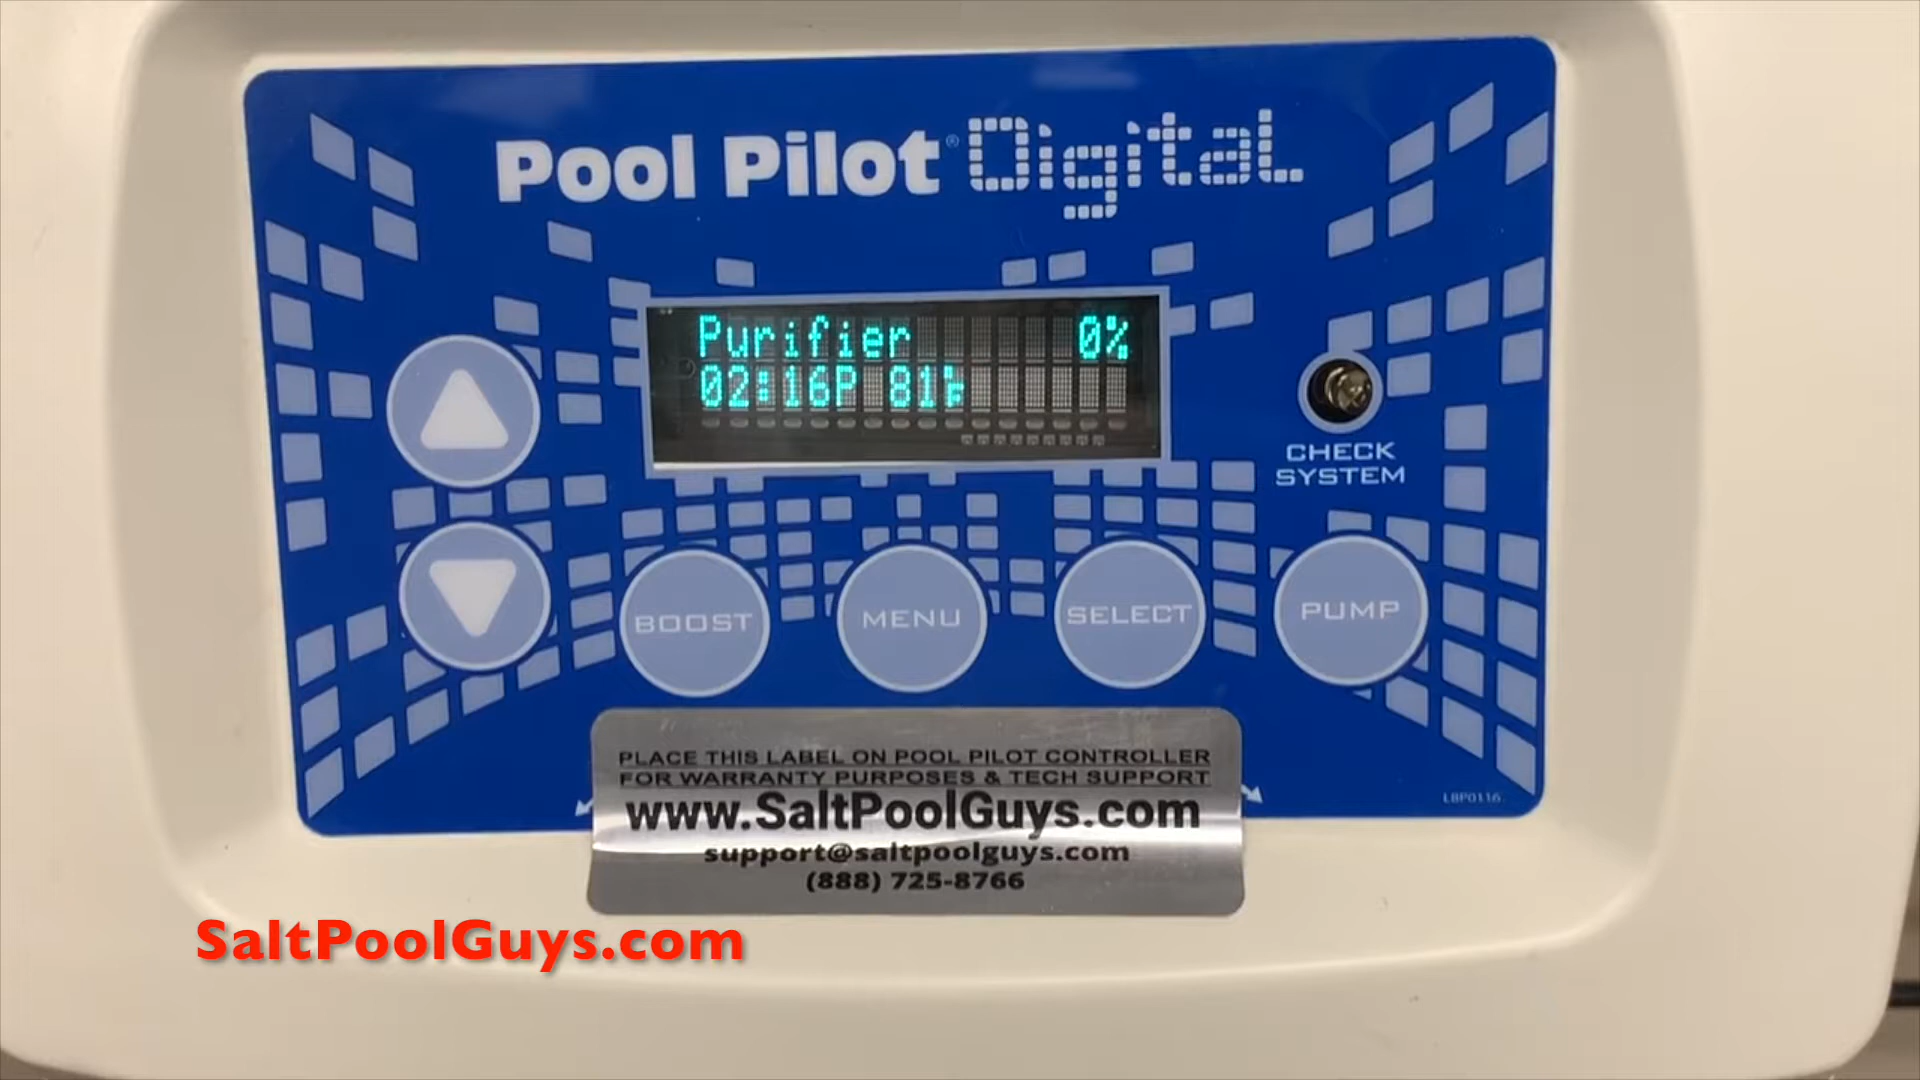 Pool Pilot® Digital
Purifier 0%
02:16P 81°F
CHECK
SYSTEM
BOOST
MENU
SELECT
PUMP
PLACE THIS LABEL ON POOL PILOT CONTROLLER
FOR WARRANTY PURPOSES & TECH SUPPORT
www.SaltPoolGuys.com
support@saltpoolguys.com
(888) 725-8766
LBP0116
SaltPoolGuys.com